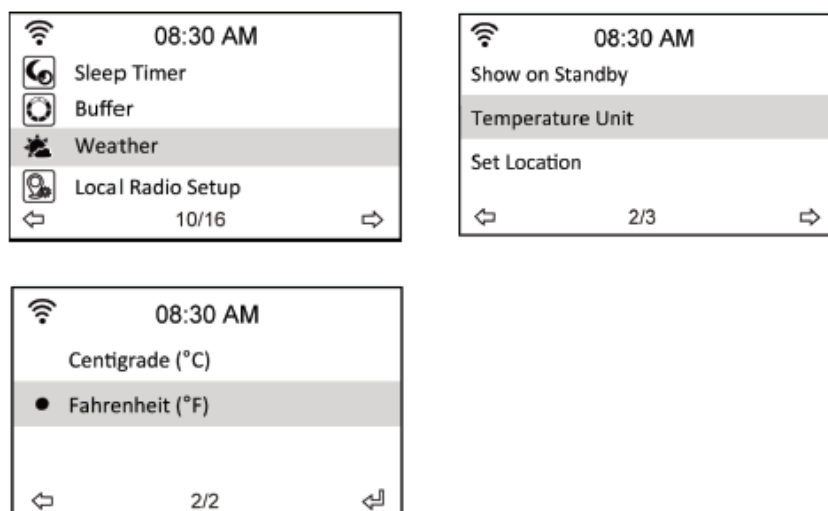 08:30 AM
Sleep Timer
Buffer
Weather
Local Radio Setup
10/16
08:30 AM
Show on Standby
Temperature Unit
Set Location
2/3
08:30 AM
Centigrade (°C)
Fahrenheit (°F)
2/2